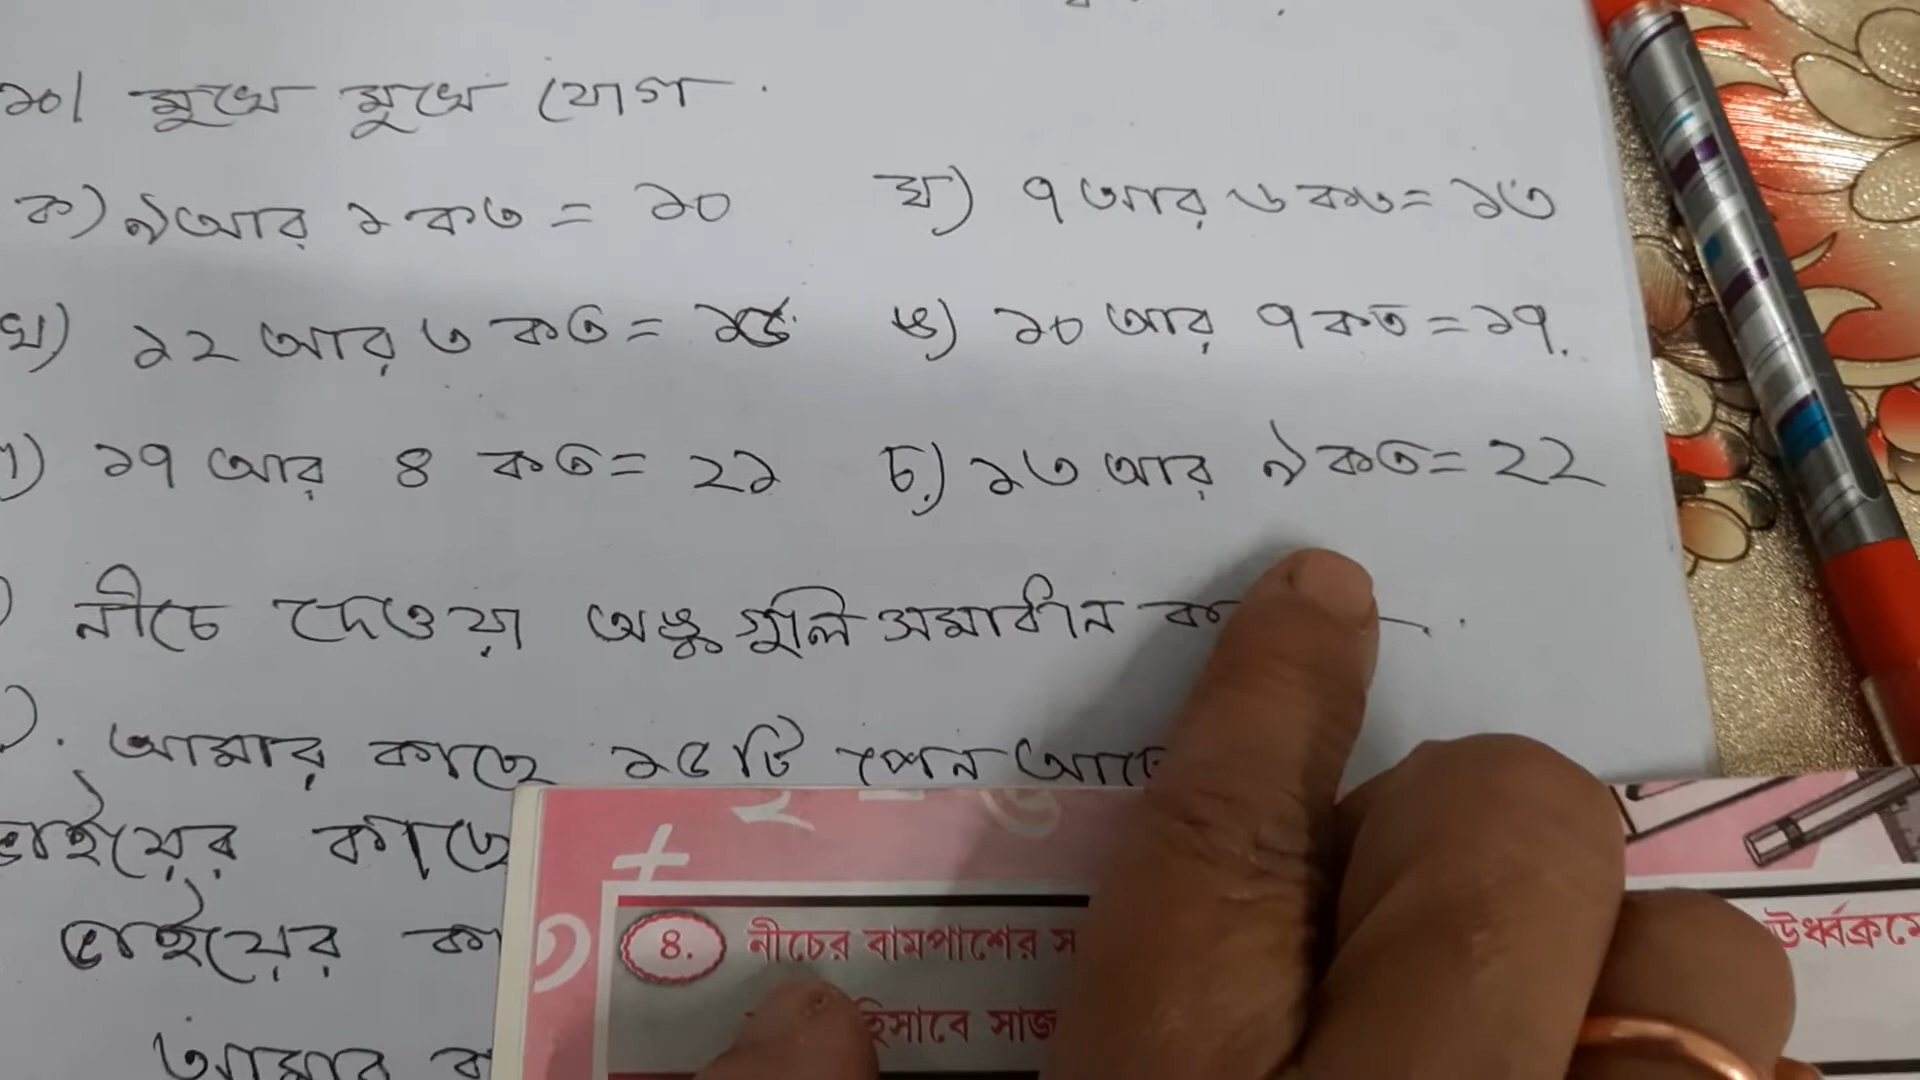 ১০। মুখে মুখে যোগ.
ক) ৯ আর ১ কত = ১০
ঘ) ৭ আর ৬ কত = ১৩
খ) ১২ আর ৩ কত = ১৫
ঙ) ১০ আর ৭ কত = ১৭.
) ১৭ আর ৪ কত = ২১
চ) ১৩ আর ৯ কত = ২২
) নীচে দেওয়া অঙ্ক গুলি সমাধান
. আমার কাছে ১৫ টি পেন
ভাইয়ের কাছে
ভাইয়ের
আমার
৪. নীচের বামপাশের
ঊর্ধ্বক্রমে
হিসাবে